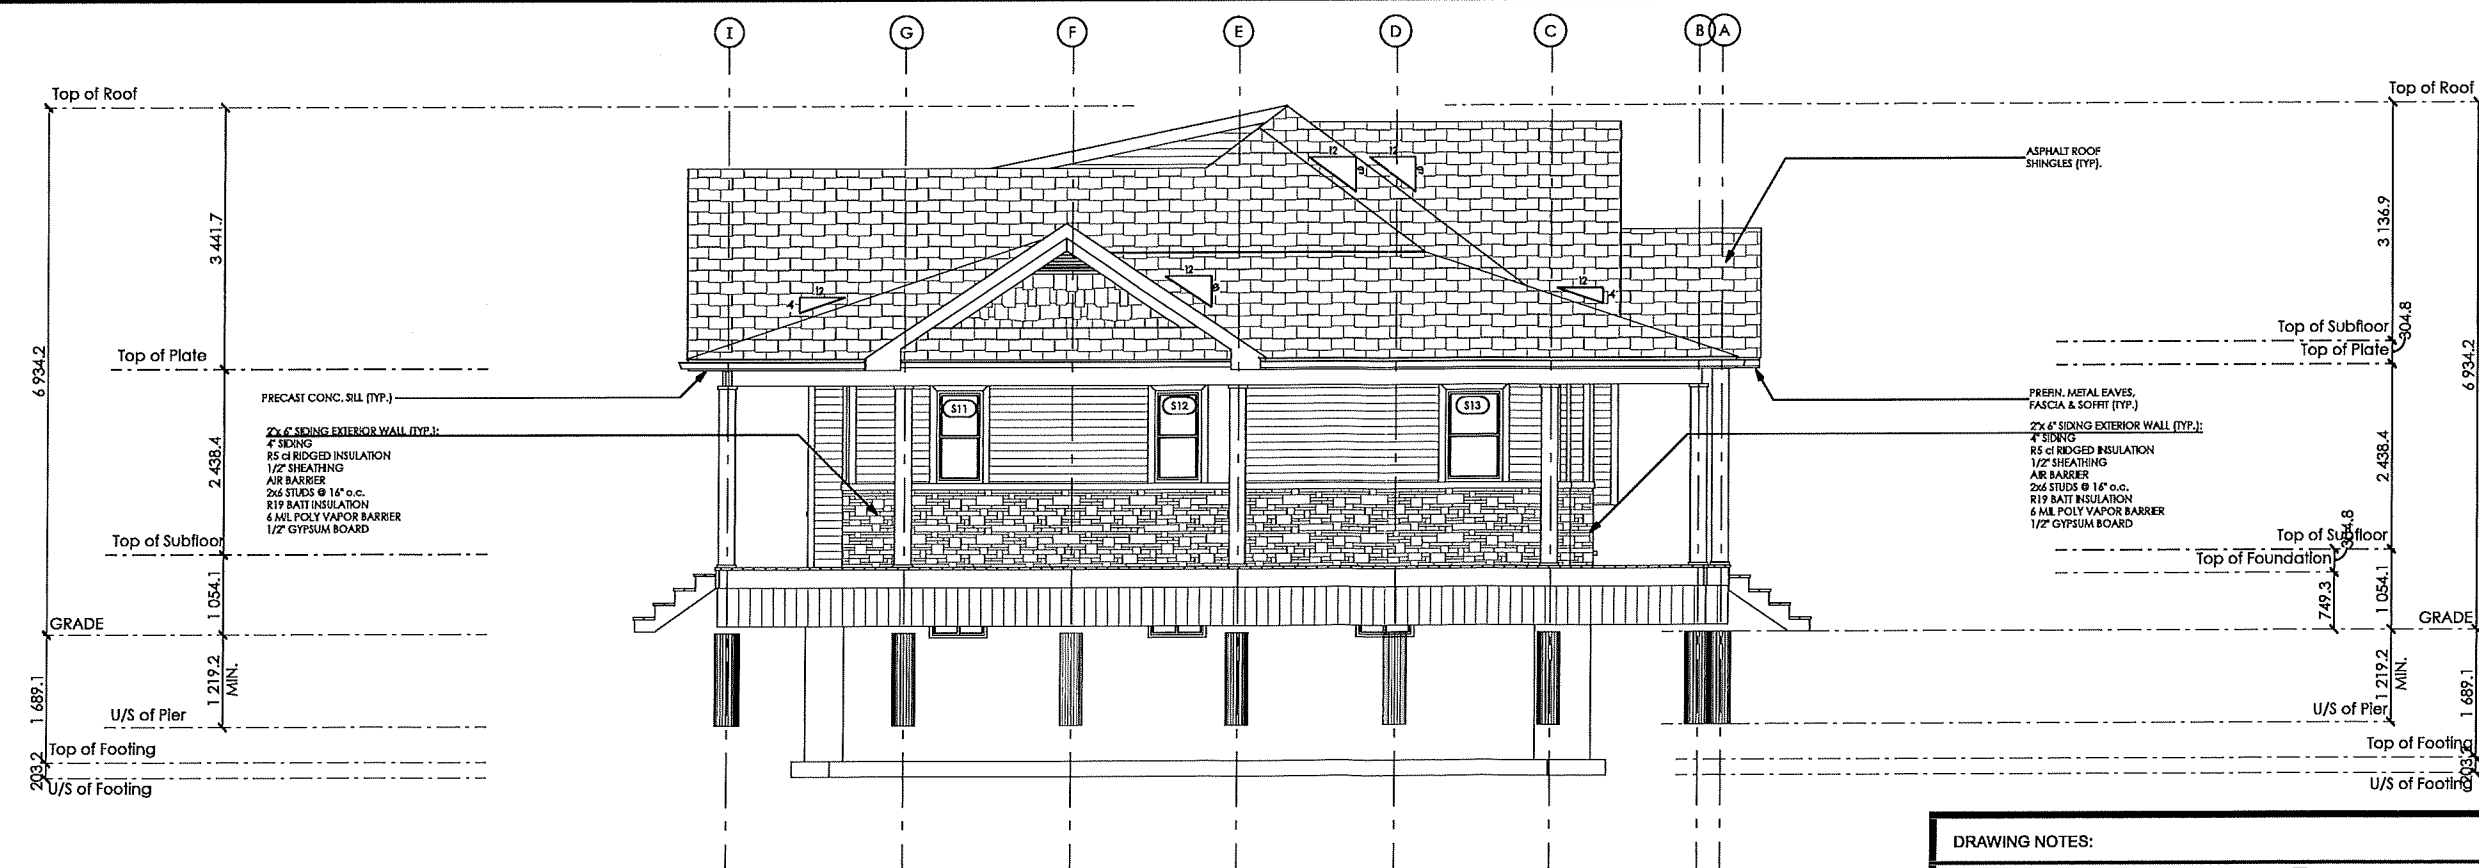 I G F E D C B A
Top of Roof
Top of Roof
3 441.7
6 934.2
Top of Plate
PRECAST CONC. SILL (TYP.)
2"x 6" SIDING EXTERIOR WALL (TYP.):
4" SIDING
R5 ci RIDGED INSULATION
1/2" SHEATHING
AIR BARRIER
2x6 STUDS @ 16" o.c.
R19 BATT INSULATION
6 MIL POLY VAPOR BARRIER
1/2" GYPSUM BOARD
2 438.4
Top of Subfloor
1 054.1
GRADE
1 219.2
MIN.
1 689.1
U/S of Pier
Top of Footing
203.2
U/S of Footing
12
12
12
4
12
12
4
S11
S12
S13
ASPHALT ROOF
SHINGLES (TYP).
3 136.9
304.8
Top of Subfloor
Top of Plate
6 934.2
PREFIN. METAL EAVES,
FASCIA & SOFFIT (TYP.)
2"x 6" SIDING EXTERIOR WALL (TYP.):
4" SIDING
R5 ci RIDGED INSULATION
1/2" SHEATHING
AIR BARRIER
2x6 STUDS @ 16" o.c.
R19 BATT INSULATION
6 MIL POLY VAPOR BARRIER
1/2" GYPSUM BOARD
2 438.4
304.8
Top of Subfloor
Top of Foundation
749.3
1 054.1
GRADE
1 219.2
MIN.
1 689.1
U/S of Pier
Top of Footing
203.2
U/S of Footing
DRAWING NOTES: